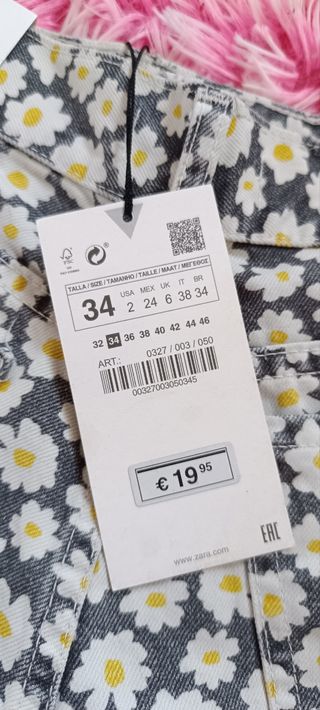 FSC
TALLA / SIZE / TAMANHO / TAILLE / MAAT / ΜΕΓΕΘΟΣ
34 USA MEX UK IT BR
2 24 6 38 34
32 34 36 38 40 42 44 46
ART.: 0327 / 003 / 050
00327003050345
€ 19 95
EAC
www.zara.com